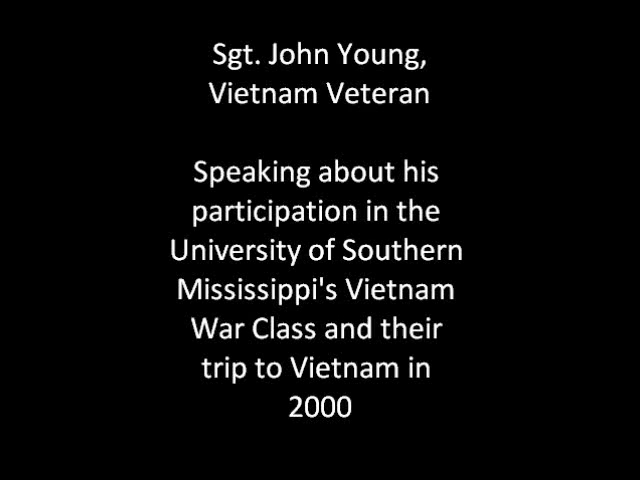 Sgt. John Young,
Vietnam Veteran
Speaking about his
participation in the
University of Southern
Mississippi's Vietnam
War Class and their
trip to Vietnam in
2000